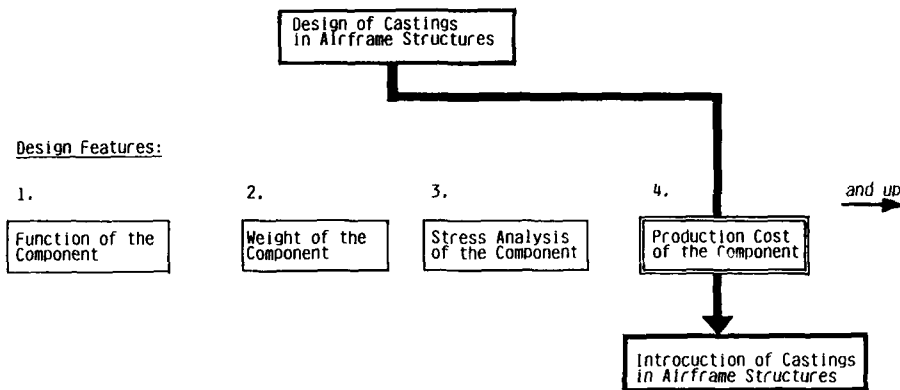 Design of Castings
in Airframe Structures
Design Features:
1.
2.
3.
4.
and up
Function of the
Component
Weight of the
Component
Stress Analysis
of the Component
Production Cost
of the Component
Introcuction of Castings
in Airframe Structures